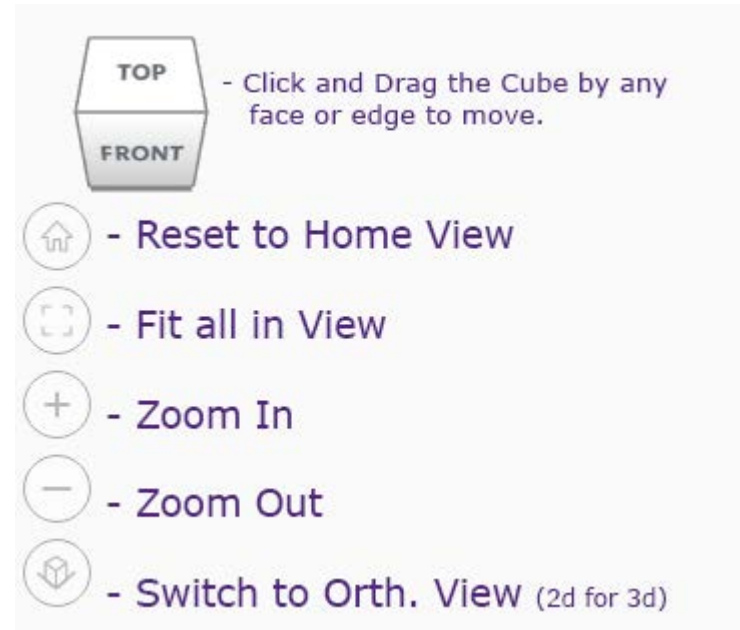 TOP
- Click and Drag the Cube by any
face or edge to move.
FRONT
- Reset to Home View
- Fit all in View
- Zoom In
- Zoom Out
- Switch to Orth. View (2d for 3d)